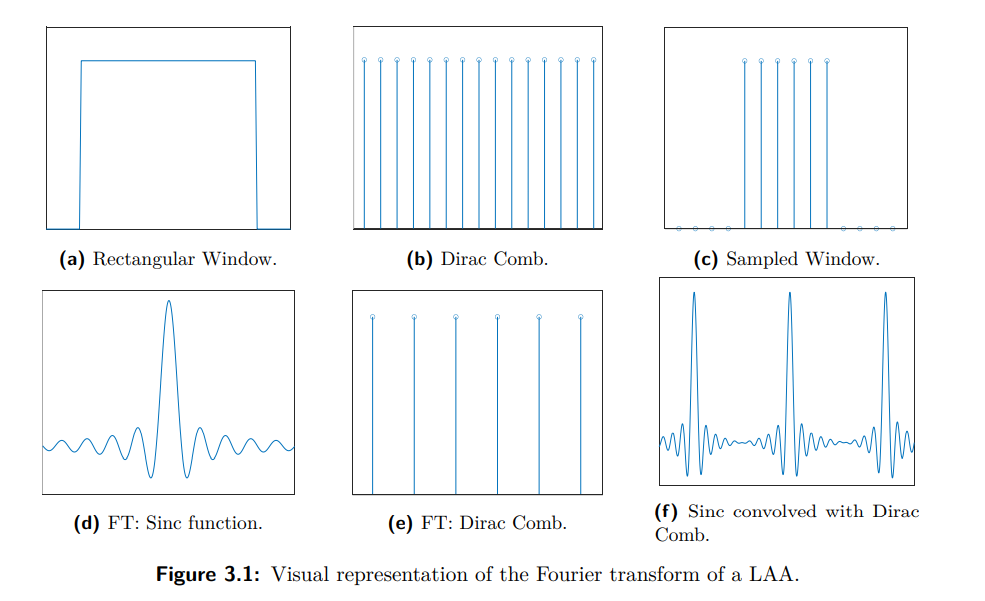 (a) Rectangular Window.
(b) Dirac Comb.
(c) Sampled Window.
(d) FT: Sinc function.
(e) FT: Dirac Comb.
(f) Sinc convolved with Dirac
Comb.
Figure 3.1: Visual representation of the Fourier transform of a LAA.